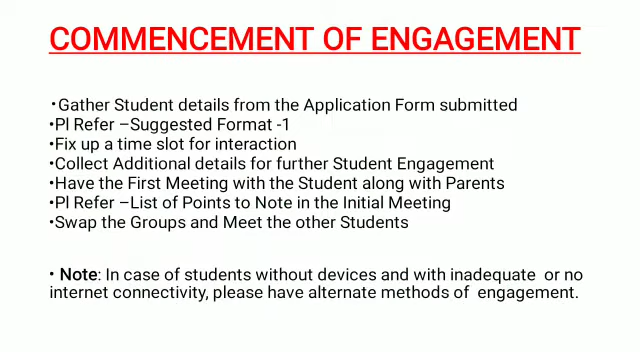 COMMENCEMENT OF ENGAGEMENT
•Gather Student details from the Application Form submitted
•Pl Refer –Suggested Format -1
•Fix up a time slot for interaction
•Collect Additional details for further Student Engagement
•Have the First Meeting with the Student along with Parents
•Pl Refer –List of Points to Note in the Initial Meeting
•Swap the Groups and Meet the other Students
• Note: In case of students without devices and with inadequate or no
internet connectivity, please have alternate methods of engagement.